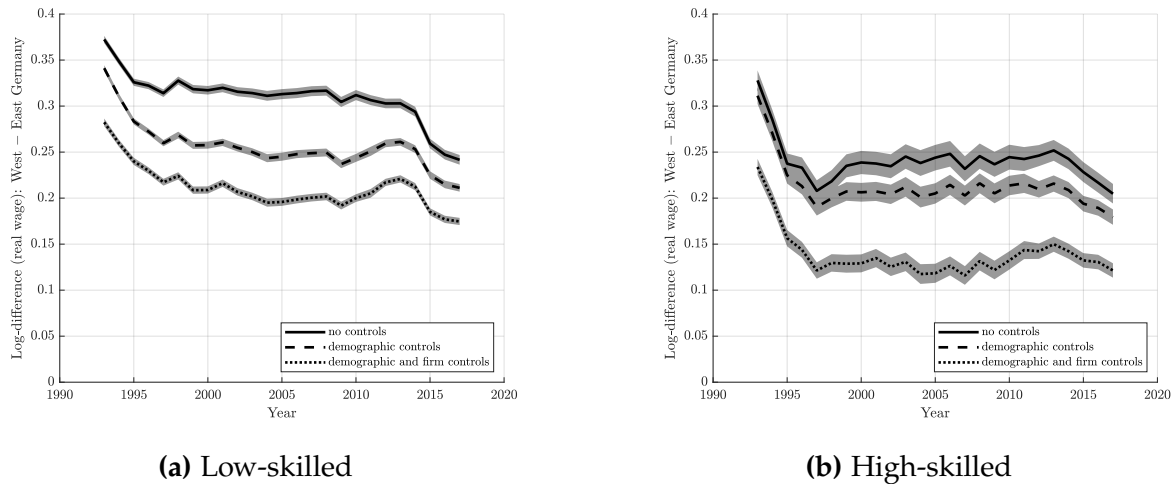 Log-difference (real wage): West − East Germany
0.4
0.35
0.3
0.25
0.2
0.15
0.1
0.05
0
no controls
demographic controls
demographic and firm controls
1990 1995 2000 2005 2010 2015 2020
Year
(a) Low-skilled
Log-difference (real wage): West − East Germany
0.4
0.35
0.3
0.25
0.2
0.15
0.1
0.05
0
no controls
demographic controls
demographic and firm controls
1990 1995 2000 2005 2010 2015 2020
Year
(b) High-skilled